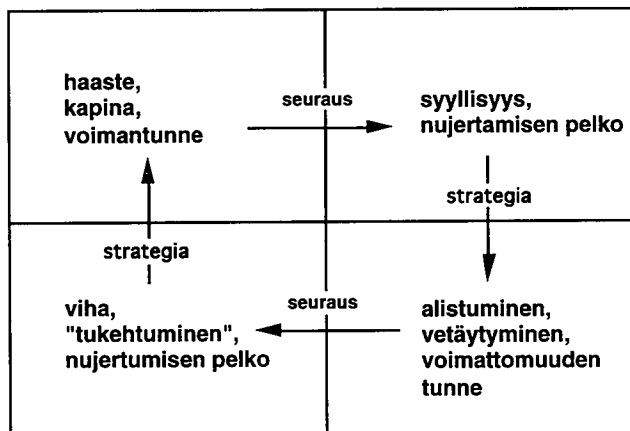 haaste,
kapina,
voimantunne
seuraus
syyllisyys,
nujertamisen pelko
strategia
strategia
viha,
"tukehtuminen",
nujertumisen pelko
seuraus
alistuminen,
vetäytyminen,
voimattomuuden
tunne